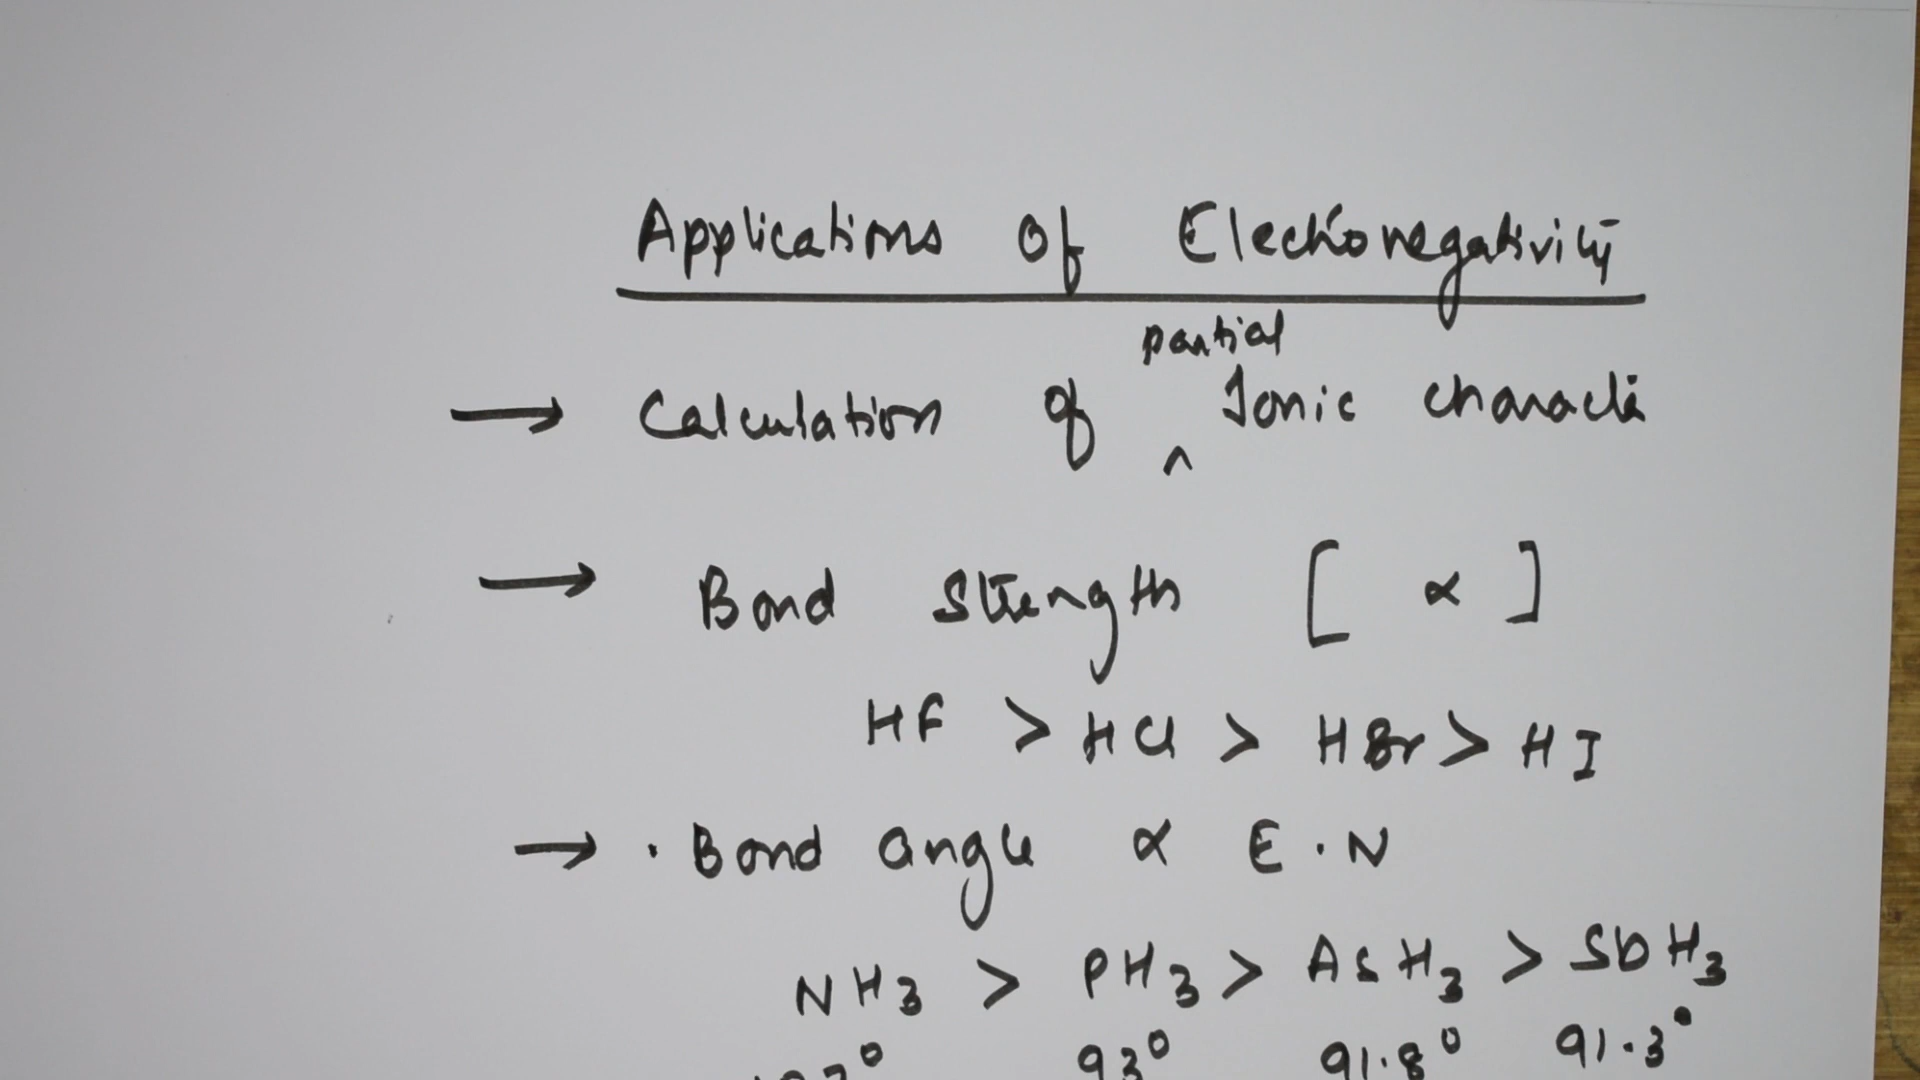 Applications of Electronegativity
partial
→ Calculation of ^ Ionic character
→ Bond Strength [ ∝ ]
HF > HCl > HBr > HI
→ . Bond angle ∝ E.N
NH3 > PH3 > AsH3 > SbH3
93° 91.8° 91.3°